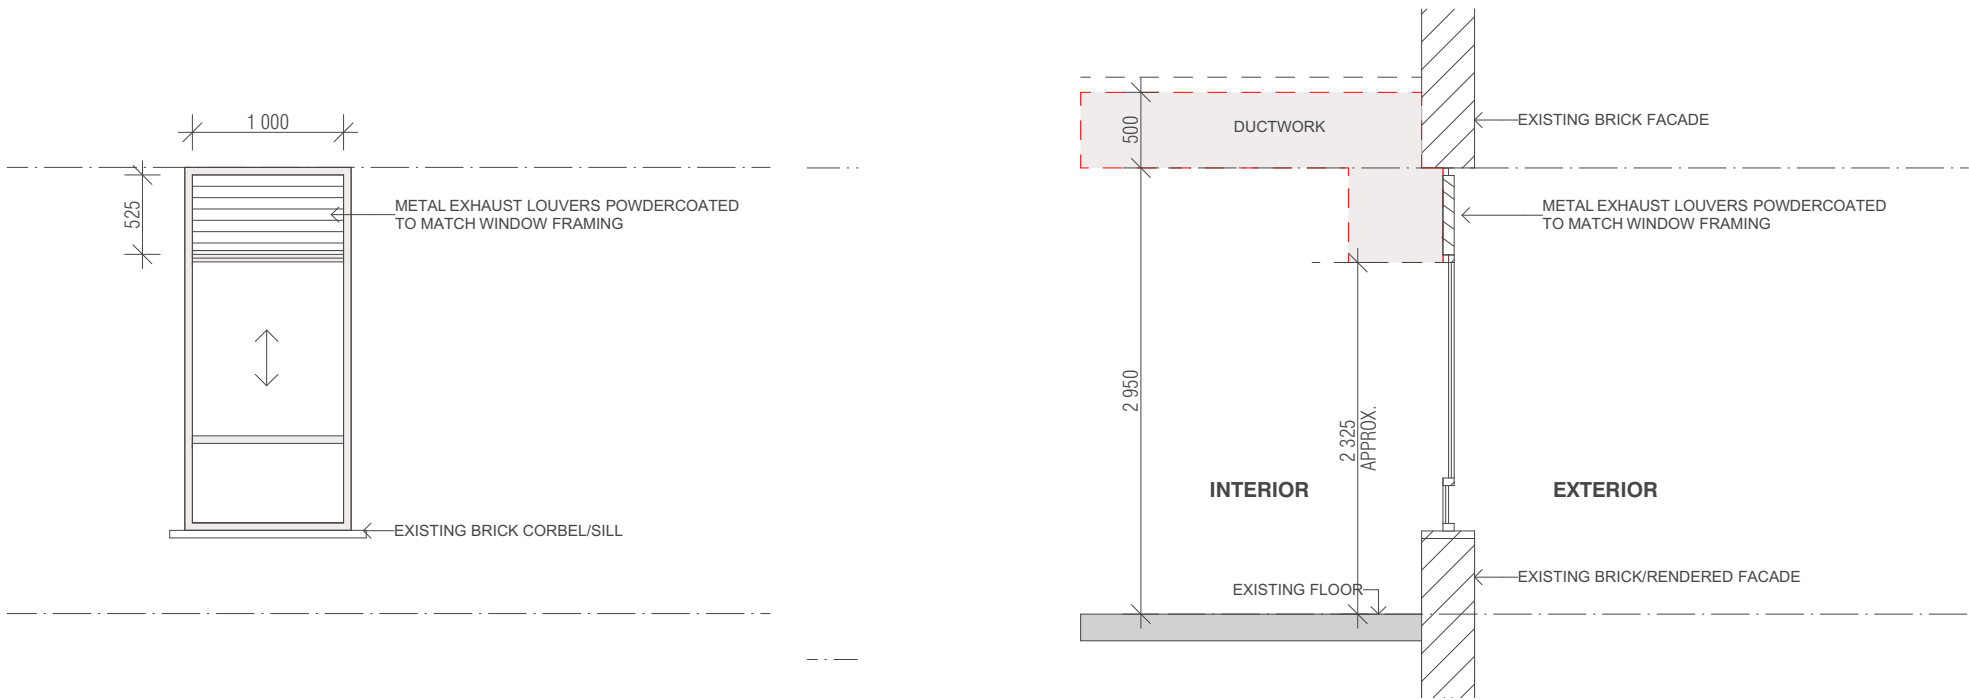 1 000
525
METAL EXHAUST LOUVERS POWDERCOATED
TO MATCH WINDOW FRAMING
EXISTING BRICK CORBEL/SILL
500
DUCTWORK
EXISTING BRICK FACADE
METAL EXHAUST LOUVERS POWDERCOATED
TO MATCH WINDOW FRAMING
2 950
2 325
APPROX.
INTERIOR
EXTERIOR
EXISTING FLOOR
EXISTING BRICK/RENDERED FACADE